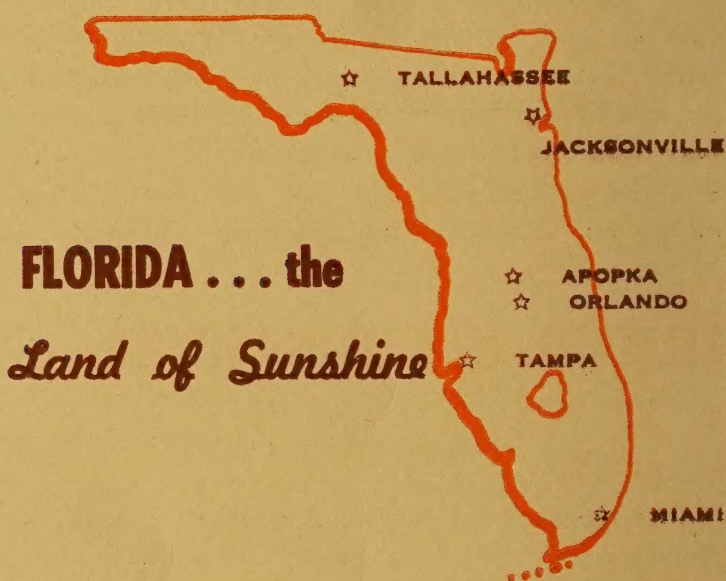 TALLAHASSEE
JACKSONVILLE
FLORIDA . . . the
Land of Sunshine
APOPKA
ORLANDO
TAMPA
MIAMI